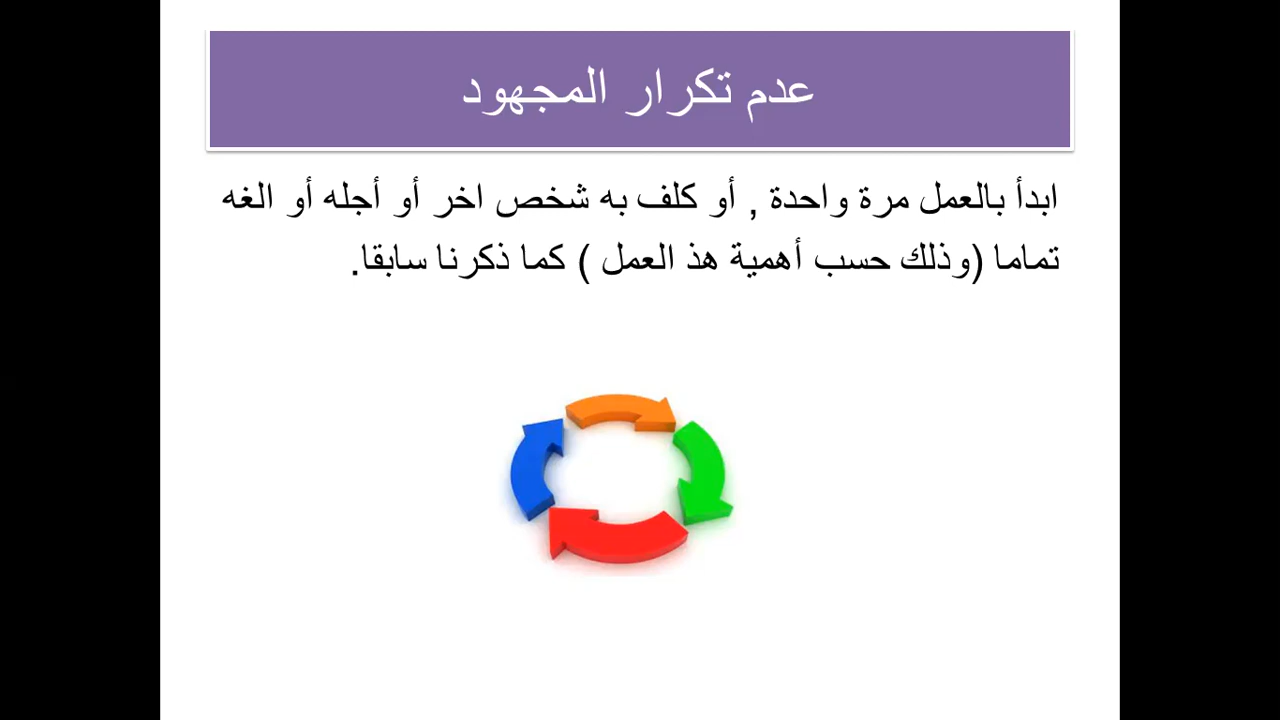 عدم تكرار المجهود
ابدأ بالعمل مرة واحدة , أو كلف به شخص اخر أو أجله أو الغه
تماما (وذلك حسب أهمية هذ العمل ) كما ذكرنا سابقا.